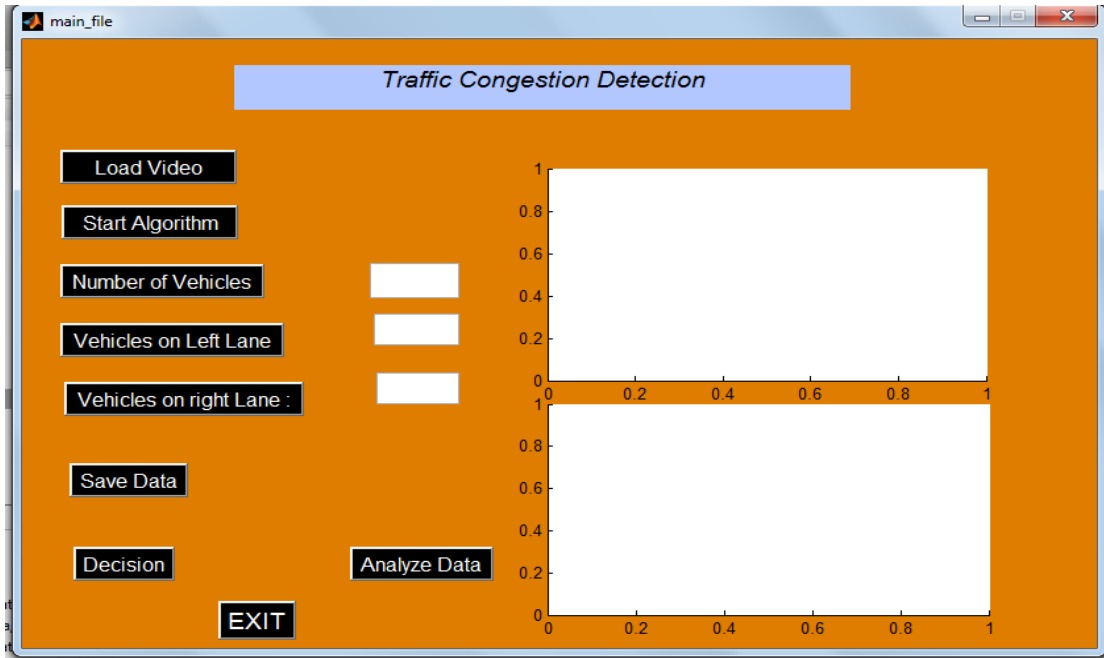 main_file
Traffic Congestion Detection
Load Video
Start Algorithm
Number of Vehicles
Vehicles on Left Lane
Vehicles on right Lane :
Save Data
Decision
Analyze Data
EXIT
1
0.8
0.6
0.4
0.2
0
0 0.2 0.4 0.6 0.8 1
1
0.8
0.6
0.4
0.2
0
0 0.2 0.4 0.6 0.8 1